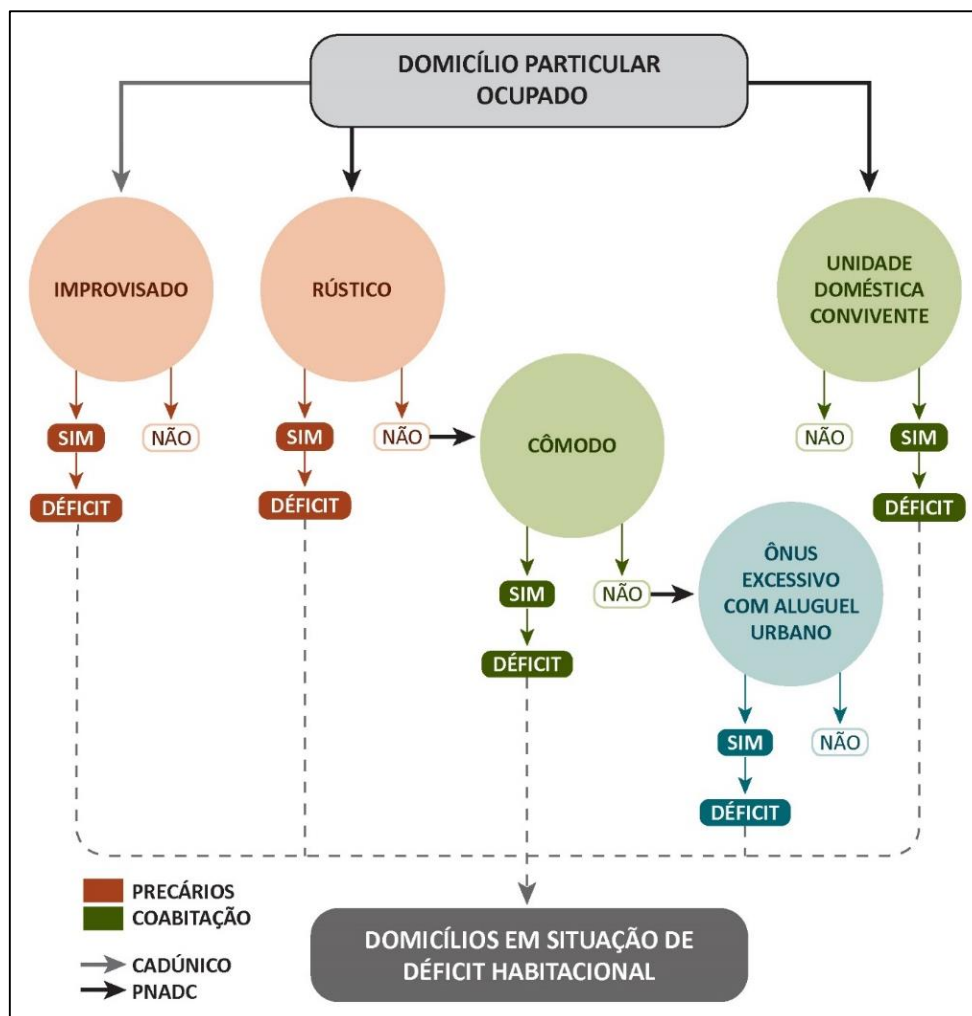 DOMICÍLIO PARTICULAR
OCUPADO
IMPROVISADO
RÚSTICO
UNIDADE
DOMÉSTICA
CONVIVENTE
SIM
NÃO
SIM
NÃO
CÔMODO
NÃO
SIM
DÉFICIT
DÉFICIT
DÉFICIT
ÔNUS
EXCESSIVO
COM ALUGUEL
URBANO
SIM
NÃO
DÉFICIT
SIM
NÃO
DÉFICIT
PRECÁRIOS
COABITAÇÃO
CADÚNICO
PNADC
DOMICÍLIOS EM SITUAÇÃO DE
DÉFICIT HABITACIONAL